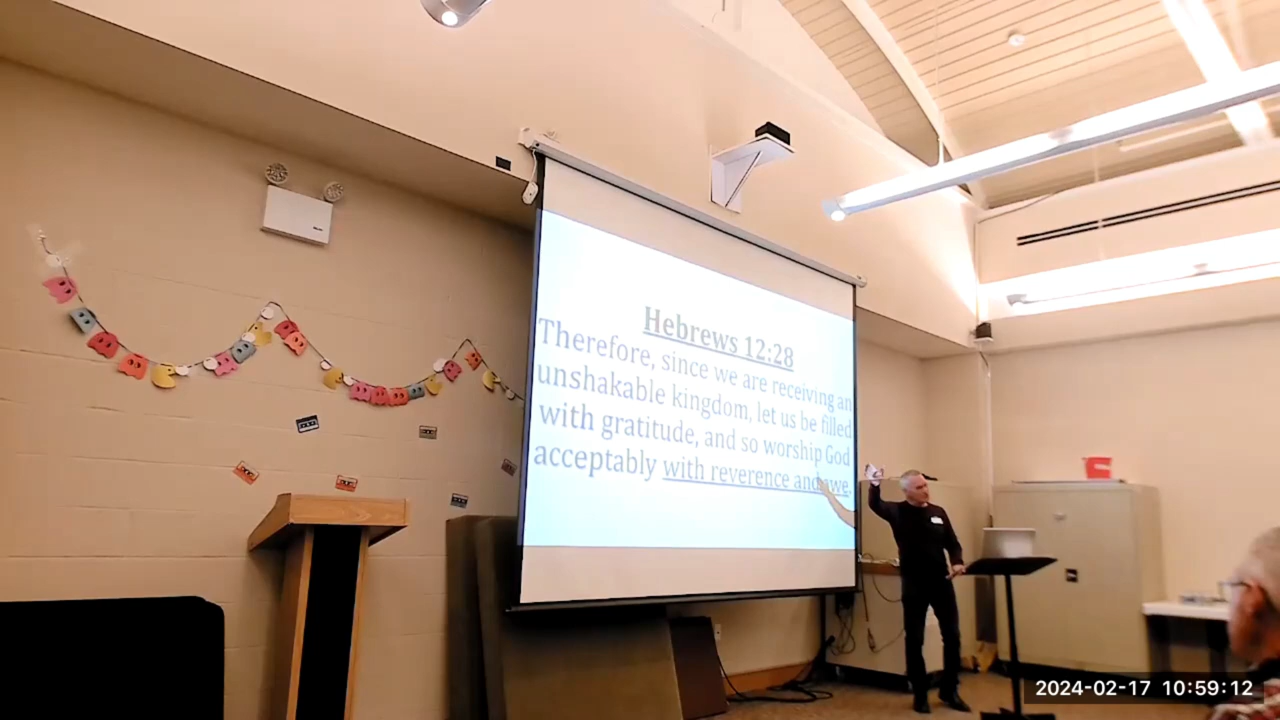 Hebrews 12:28
Therefore, since we are receiving an
unshakable kingdom, let us be filled
with gratitude, and so worship God
acceptably with reverence and awe.
2024-02-17 10:59:12